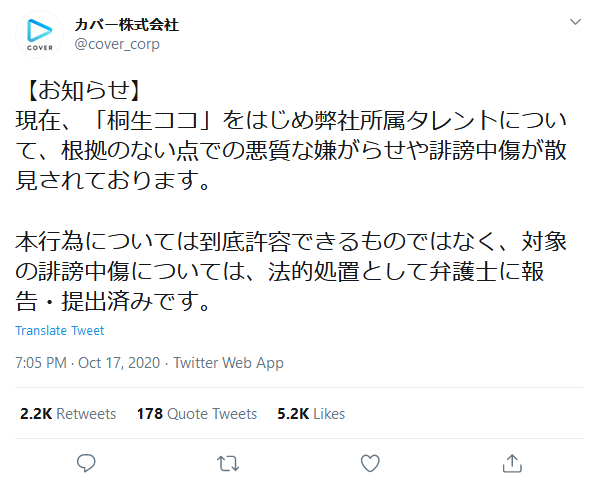 カバー株式会社
COVER
@cover_corp
【お知らせ】
現在、「桐生ココ」をはじめ弊社所属タレントについ
て、根拠のない点での悪質な嫌がらせや誹謗中傷が散
見されております。
本行為については到底許容できるものではなく、対象
の誹謗中傷については、法的処置として弁護士に報
告・提出済みです。
Translate Tweet
7:05 PM · Oct 17, 2020 · Twitter Web App
2.2K Retweets 178 Quote Tweets 5.2K Likes